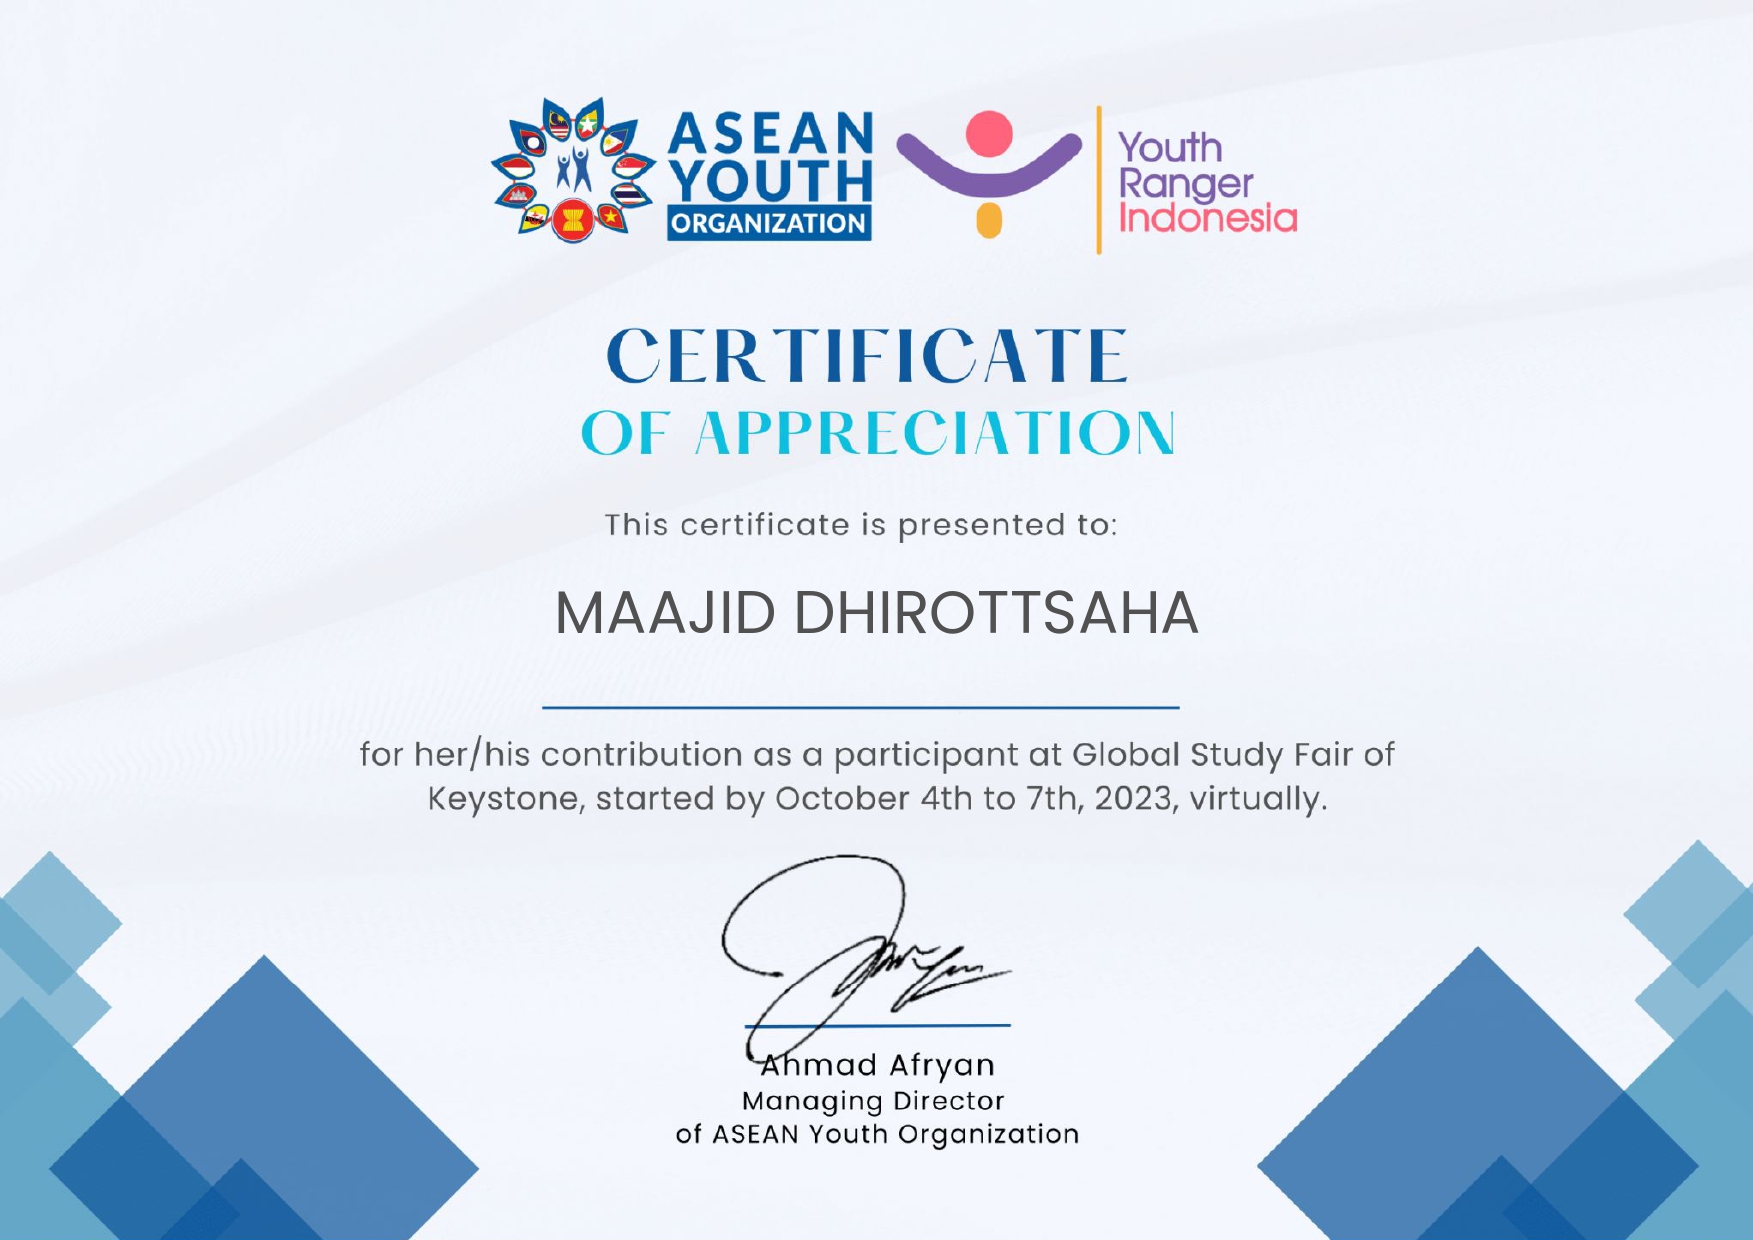 ASEAN
YOUTH
ORGANIZATION
Youth
Ranger
Indonesia
CERTIFICATE
OF APPRECIATION
This certificate is presented to:
MAAJID DHIROTTSAHA
for her/his contribution as a participant at Global Study Fair of
Keystone, started by October 4th to 7th, 2023, virtually.
Ahmad Afryan
Managing Director
of ASEAN Youth Organization